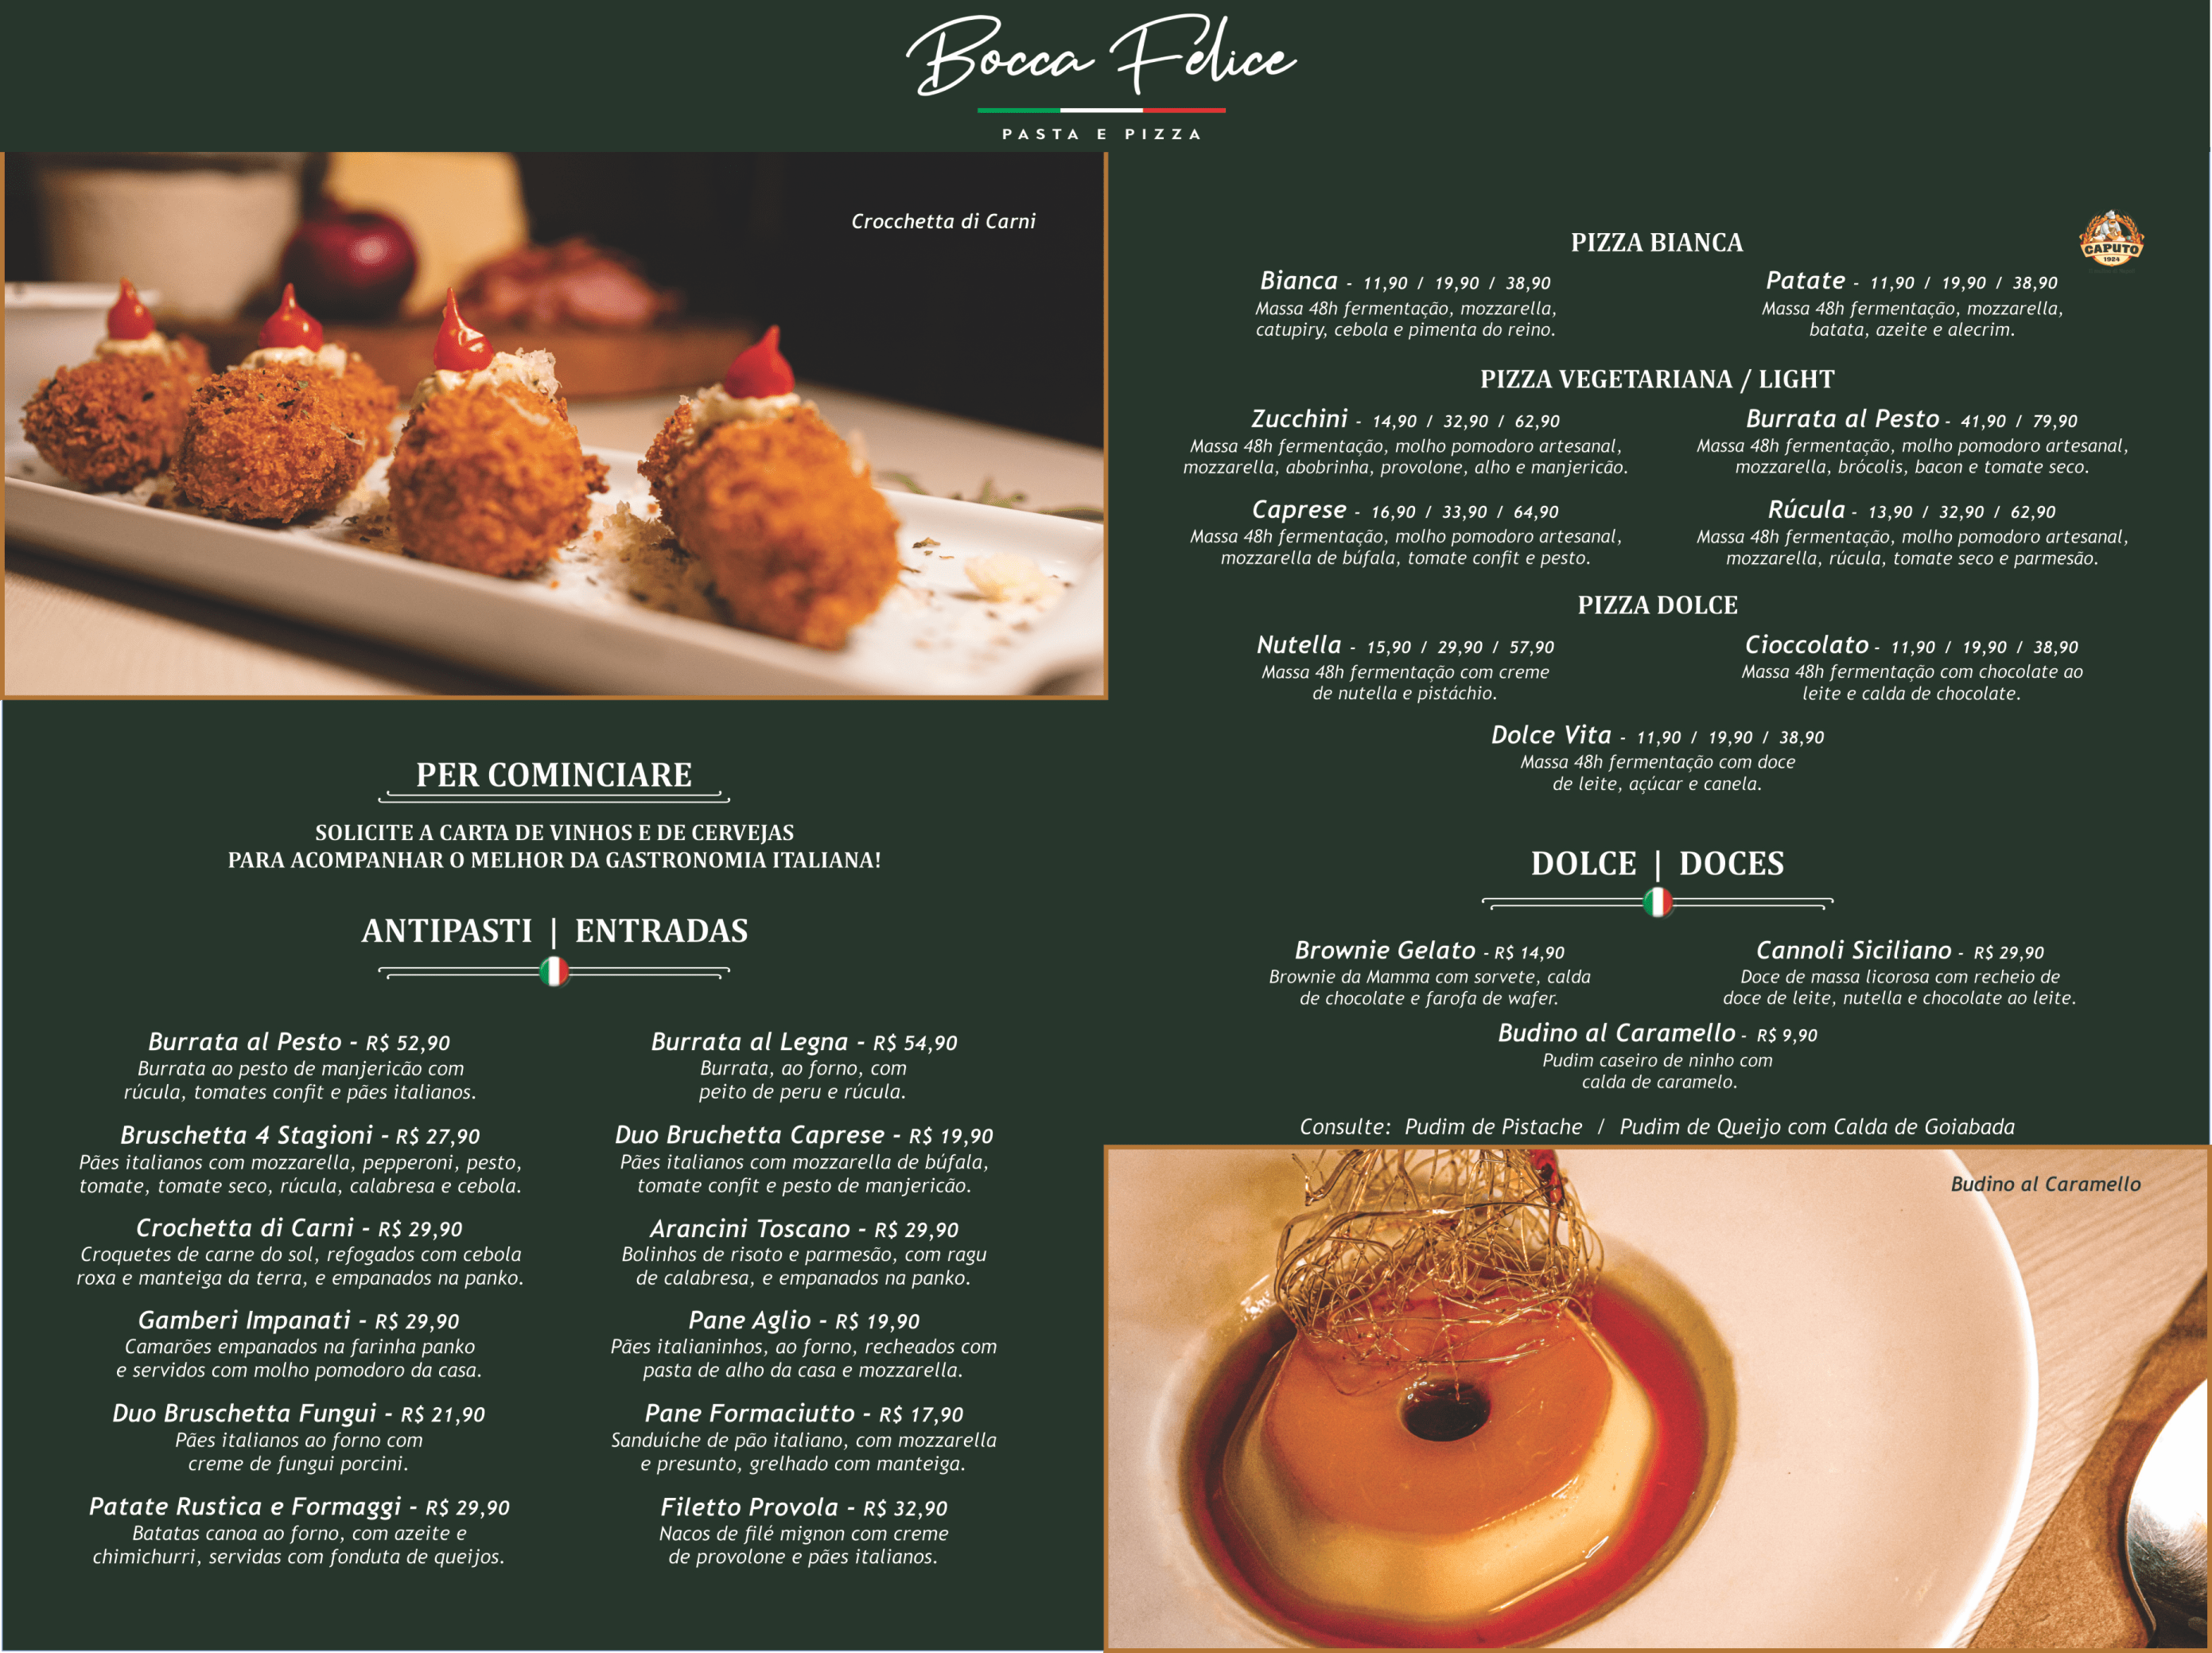 Bocca Felice
PASTA E PIZZA
Crocchetta di Carni
PER COMINCIARE
SOLICITE A CARTA DE VINHOS E DE CERVEJAS
PARA ACOMPANHAR O MELHOR DA GASTRONOMIA ITALIANA!
ANTIPASTI | ENTRADAS
Burrata al Pesto - R$ 52,90
Burrata ao pesto de manjericão com
rúcula, tomates confit e pães italianos.
Bruschetta 4 Stagioni - R$ 27,90
Pães italianos com mozzarella, pepperoni, pesto,
tomate, tomate seco, rúcula, calabresa e cebola.
Crochetta di Carni - R$ 29,90
Croquetes de carne do sol, refogados com cebola
roxa e manteiga da terra, e empanados na panko.
Gamberi Impanati - R$ 29,90
Camarões empanados na farinha panko
e servidos com molho pomodoro da casa.
Duo Bruschetta Fungui - R$ 21,90
Pães italianos ao forno com
creme de fungui porcini.
Patate Rustica e Formaggi - R$ 29,90
Batatas canoa ao forno, com azeite e
chimichurri, servidas com fonduta de queijos.
Burrata al Legna - R$ 54,90
Burrata, ao forno, com
peito de peru e rúcula.
Duo Bruchetta Caprese - R$ 19,90
Pães italianos com mozzarella de búfala,
tomate confit e pesto de manjericão.
Arancini Toscano - R$ 29,90
Bolinhos de risoto e parmesão, com ragu
de calabresa, e empanados na panko.
Pane Aglio - R$ 19,90
Pães italianinhos, ao forno, recheados com
pasta de alho da casa e mozzarella.
Pane Formaciutto - R$ 17,90
Sanduíche de pão italiano, com mozzarella
e presunto, grelhado com manteiga.
Filetto Provola - R$ 32,90
Nacos de filé mignon com creme
de provolone e pães italianos.
CAPUTO
1924
PIZZA BIANCA
Bianca - 11,90 / 19,90 / 38,90
Massa 48h fermentação, mozzarella,
catupiry, cebola e pimenta do reino.
Patate - 11,90 / 19,90 / 38,90
Massa 48h fermentação, mozzarella,
batata, azeite e alecrim.
PIZZA VEGETARIANA / LIGHT
Zucchini - 14,90 / 32,90 / 62,90
Massa 48h fermentação, molho pomodoro artesanal,
mozzarella, abobrinha, provolone, alho e manjericão.
Burrata al Pesto - 41,90 / 79,90
Massa 48h fermentação, molho pomodoro artesanal,
mozzarella, brócolis, bacon e tomate seco.
Caprese - 16,90 / 33,90 / 64,90
Massa 48h fermentação, molho pomodoro artesanal,
mozzarella de búfala, tomate confit e pesto.
Rúcula - 13,90 / 32,90 / 62,90
Massa 48h fermentação, molho pomodoro artesanal,
mozzarella, rúcula, tomate seco e parmesão.
PIZZA DOLCE
Nutella - 15,90 / 29,90 / 57,90
Massa 48h fermentação com creme
de nutella e pistáchio.
Cioccolato - 11,90 / 19,90 / 38,90
Massa 48h fermentação com chocolate ao
leite e calda de chocolate.
Dolce Vita - 11,90 / 19,90 / 38,90
Massa 48h fermentação com doce
de leite, açúcar e canela.
DOLCE | DOCES
Brownie Gelato - R$ 14,90
Brownie da Mamma com sorvete, calda
de chocolate e farofa de wafer.
Cannoli Siciliano - R$ 29,90
Doce de massa licorosa com recheio de
doce de leite, nutella e chocolate ao leite.
Budino al Caramello - R$ 9,90
Pudim caseiro de ninho com
calda de caramelo.
Consulte: Pudim de Pistache / Pudim de Queijo com Calda de Goiabada
Budino al Caramello